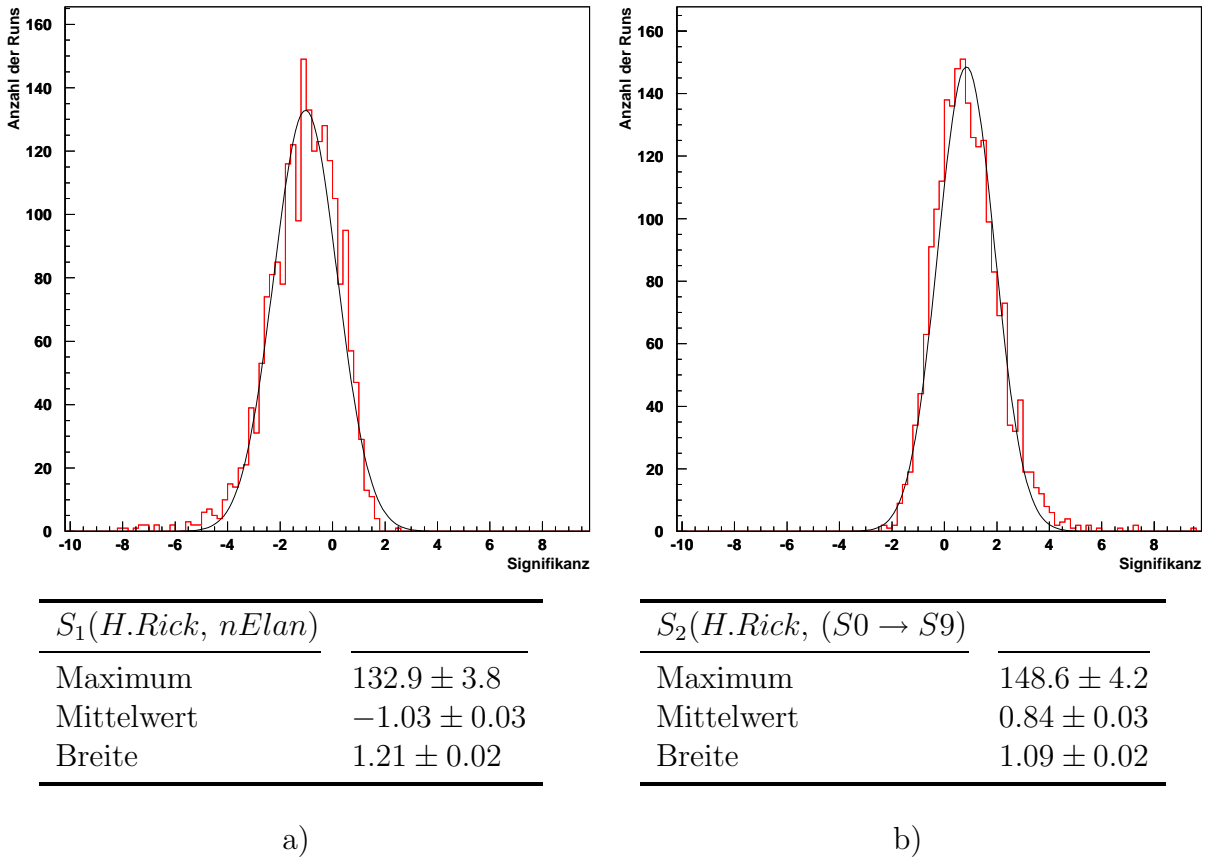 Anzahl der Runs
160
140
120
100
80
60
40
20
0
-10 -8 -6 -4 -2 0 2 4 6 8
Signifikanz
Anzahl der Runs
160
140
120
100
80
60
40
20
0
-10 -8 -6 -4 -2 0 2 4 6 8
Signifikanz
S₁(H.Rick, nElan)
Maximum 132.9 ± 3.8
Mittelwert −1.03 ± 0.03
Breite 1.21 ± 0.02
a)
S₂(H.Rick, (S0 → S9)
Maximum 148.6 ± 4.2
Mittelwert 0.84 ± 0.03
Breite 1.09 ± 0.02
b)